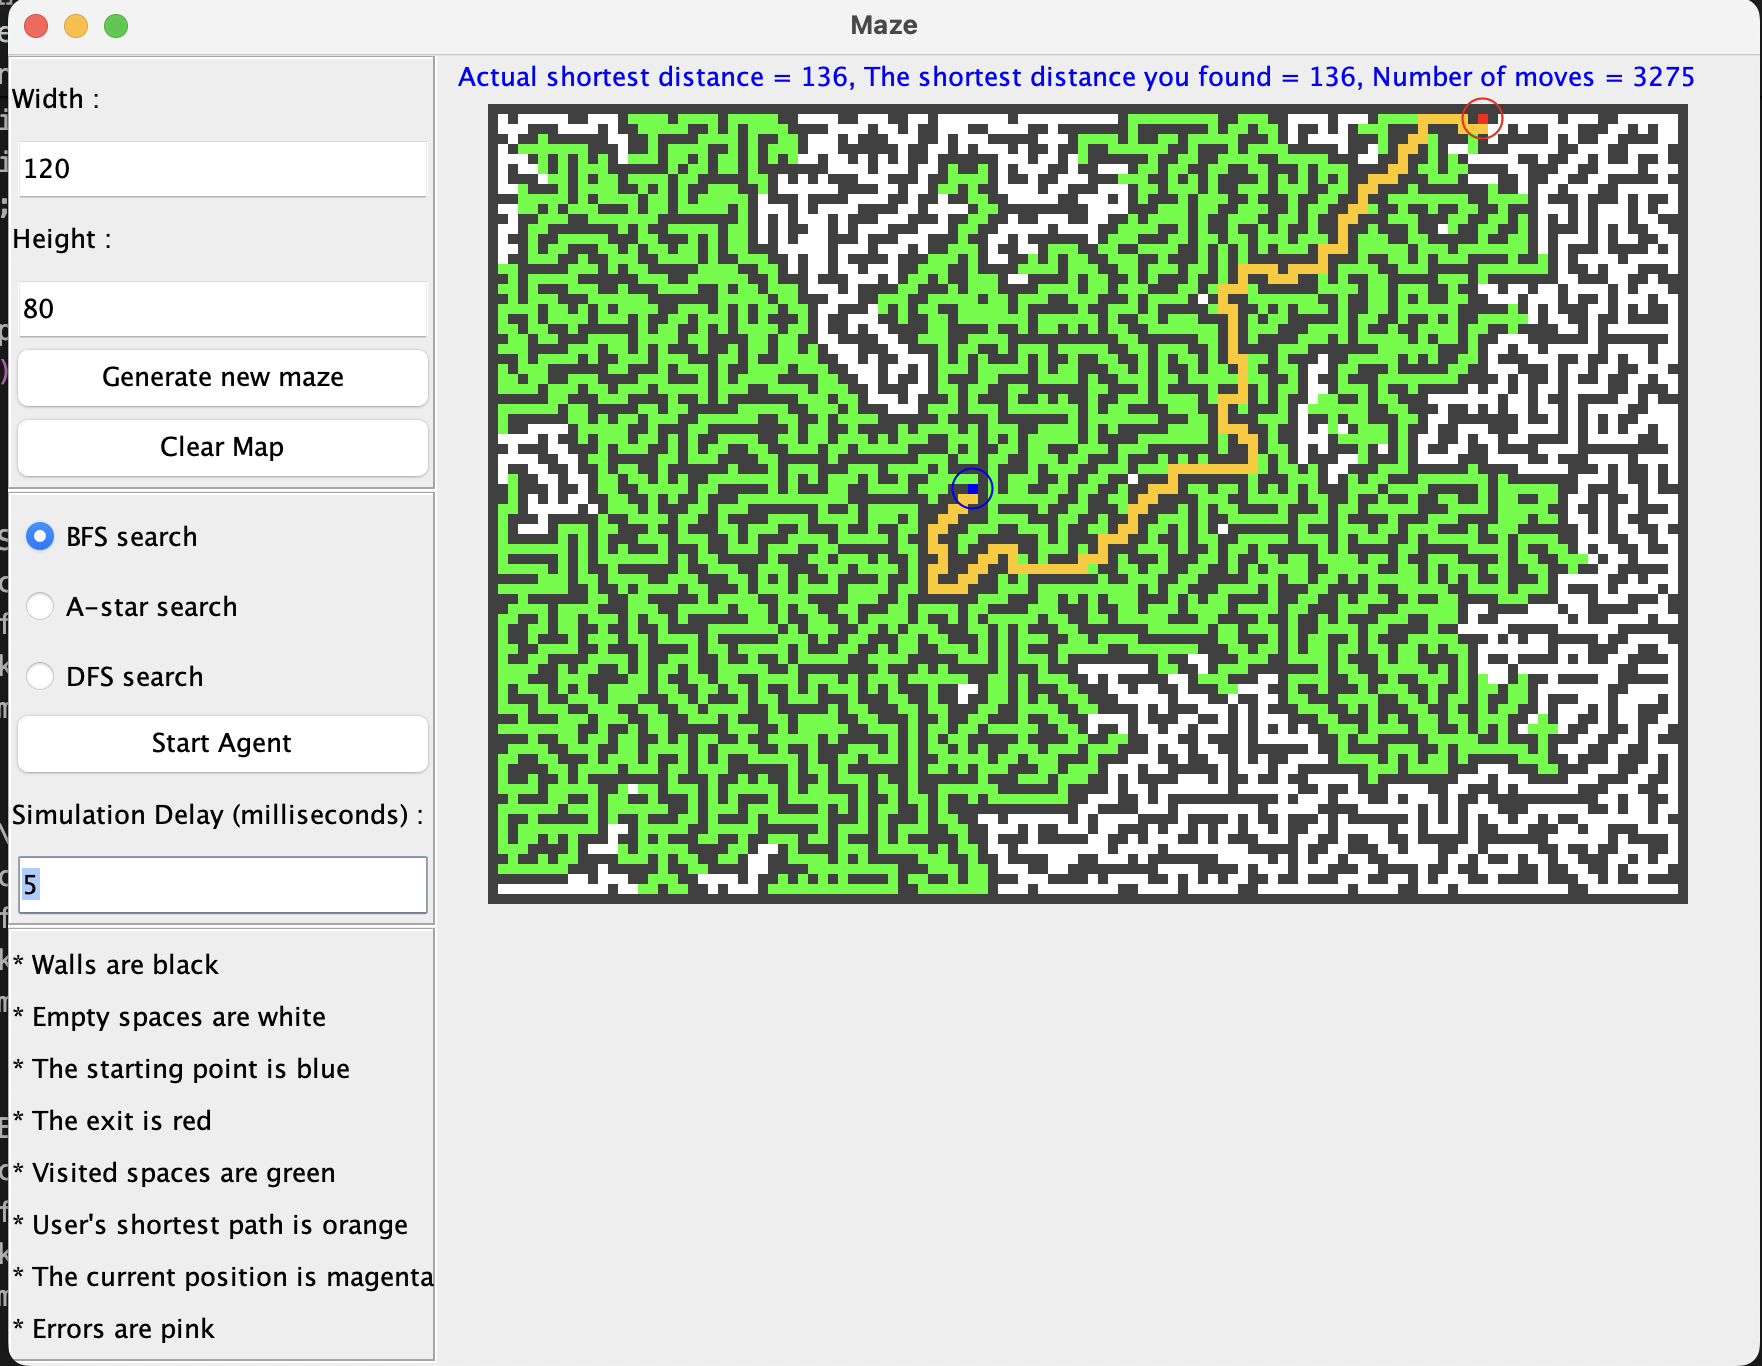 Maze
Actual shortest distance = 136, The shortest distance you found = 136, Number of moves = 3275
Width :
120
Height :
80
Generate new maze
Clear Map
BFS search
A-star search
DFS search
Start Agent
Simulation Delay (milliseconds) :
5
* Walls are black
* Empty spaces are white
* The starting point is blue
* The exit is red
* Visited spaces are green
* User's shortest path is orange
* The current position is magenta
* Errors are pink